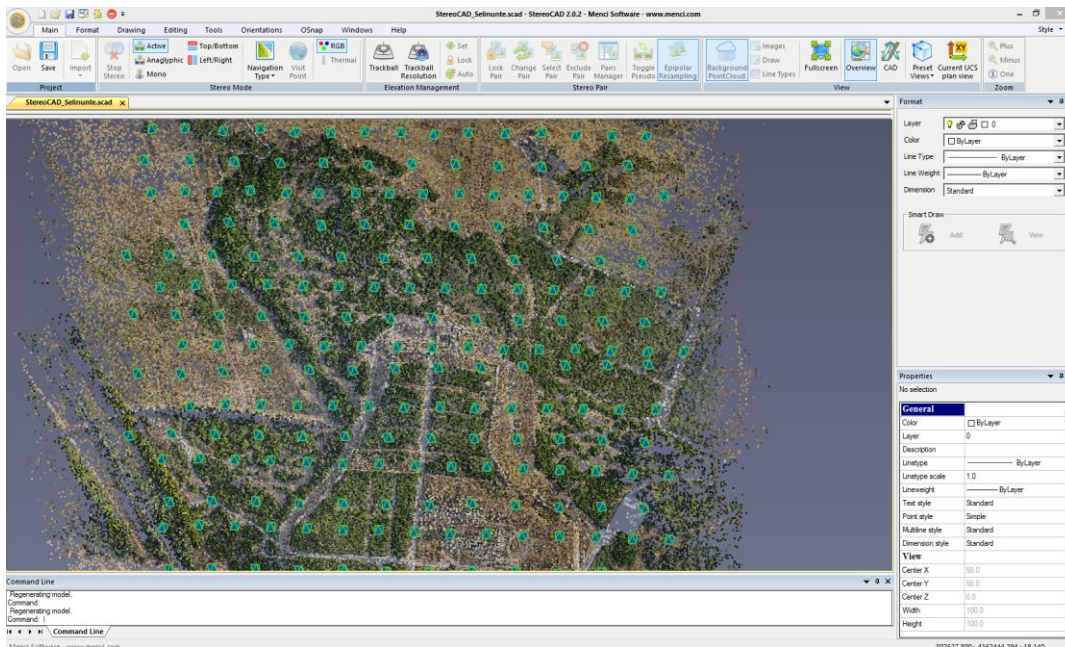 StereoCAD_Selinunte.scad - StereoCAD 2.0.2 - Menci Software - www.menci.com
Main Format Drawing Editing Tools Orientations OSnap Windows Help Style
Open Save Import
Project
Stop Stereo
Active
Anaglyphic
Mono
Top/Bottom
Left/Right
Navigation Type
Visit Point
RGB
Thermal
Stereo Mode
Trackball
Trackball Resolution
Set
Lock
Auto
Elevation Management
Lock Pair
Change Pair
Select Pair
Exclude Pair
Pairs Manager
Toggle Pseudo
Epipolar Resampling
Stereo Pair
Background PointCloud
Images
Draw
Line Types
Fullscreen
Overview
CAD
Preset Views
Current UCS plan view
View
Plus
Minus
One
Zoom
StereoCAD_Selinunte.scad x
Format
Layer 0
Color ByLayer
Line Type ByLayer
Line Weight ByLayer
Dimension Standard
Smart Draw
Add View
Properties
No selection
General
Color ByLayer
Layer 0
Description
Linetype ByLayer
Linetype scale 1.0
Lineweight ByLayer
Text style Standard
Point style Simple
Multiline style Standard
Dimension style Standard
View
Center X 50.0
Center Y 50.0
Center Z 0.0
Width 100.0
Height 100.0
Command Line
Regenerating model.
Command:
Regenerating model.
Command:
Command Line
Menci Software - www.menci.com